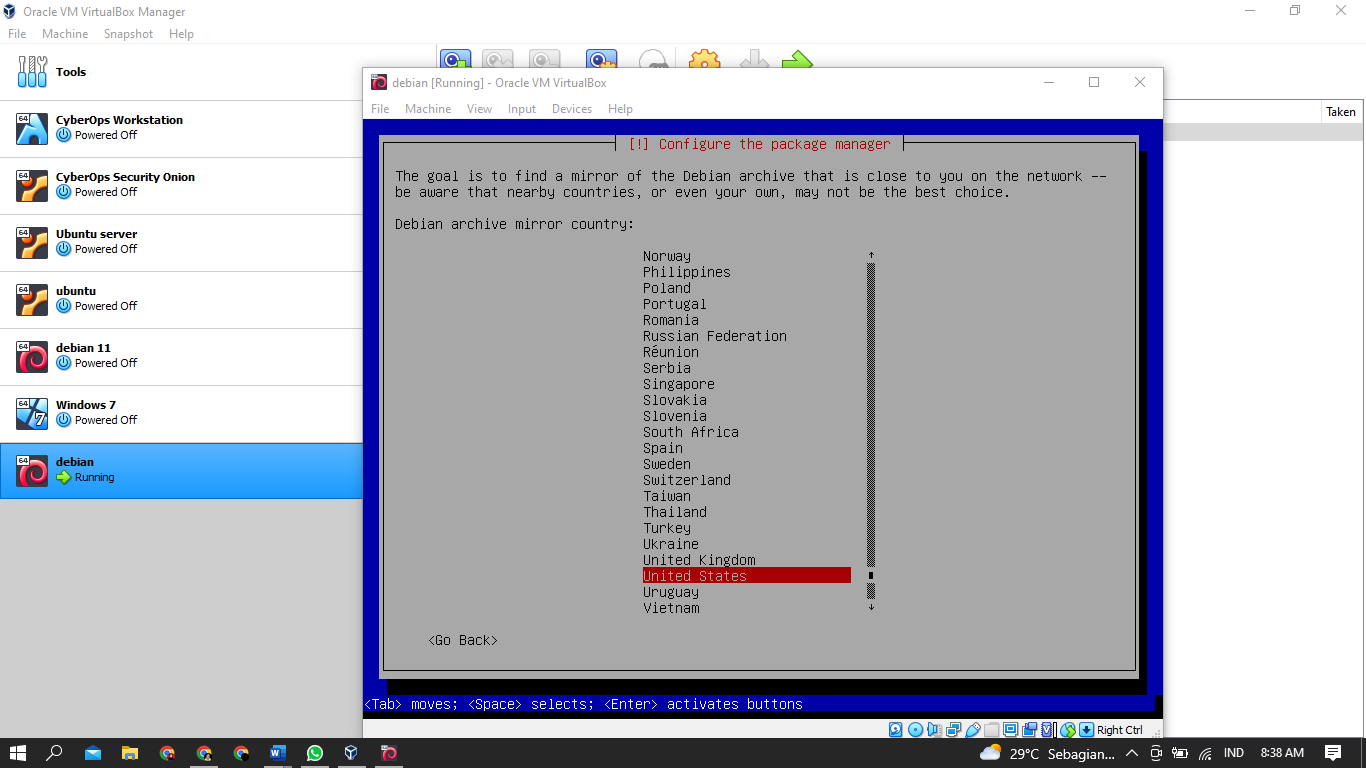 Oracle VM VirtualBox Manager
File Machine Snapshot Help
Tools
Taken
64 CyberOps Workstation
Powered Off
64 CyberOps Security Onion
Powered Off
64 Ubuntu server
Powered Off
64 ubuntu
Powered Off
64 debian 11
Powered Off
64 Windows 7
7 Powered Off
64 debian
Running
debian [Running] - Oracle VM VirtualBox
File Machine View Input Devices Help
[!] Configure the package manager
The goal is to find a mirror of the Debian archive that is close to you on the network --
be aware that nearby countries, or even your own, may not be the best choice.
Debian archive mirror country:
Norway
Philippines
Poland
Portugal
Romania
Russian Federation
Réunion
Serbia
Singapore
Slovakia
Slovenia
South Africa
Spain
Sweden
Switzerland
Taiwan
Thailand
Turkey
Ukraine
United Kingdom
United States
Uruguay
Vietnam
<Go Back>
<Tab> moves; <Space> selects; <Enter> activates buttons
Right Ctrl
29°C Sebagian... IND 8:38 AM